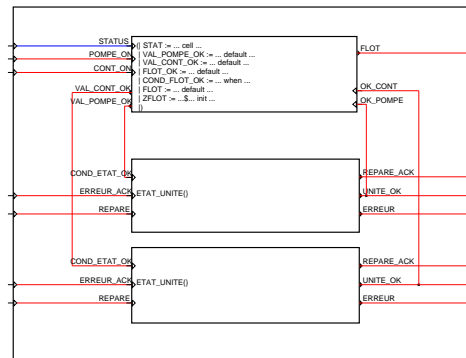 STATUS
(| STAT := ... cell ...
POMPE_ON
| VAL_POMPE_OK := ... default ...
FLOT
| VAL_CONT_OK := ... default ...
CONT_ON
| FLOT_OK := ... default ...
| COND_FLOT_OK := ... when ...
VAL_CONT_OK
| FLOT := ... default ...
OK_CONT
VAL_POMPE_OK
| ZFLOT := ...$... init ...
OK_POMPE
|)
COND_ETAT_OK
REPARE_ACK
ERREUR_ACK
ETAT_UNITE()
UNITE_OK
REPARE
ERREUR
COND_ETAT_OK
REPARE_ACK
ERREUR_ACK
ETAT_UNITE()
UNITE_OK
REPARE
ERREUR